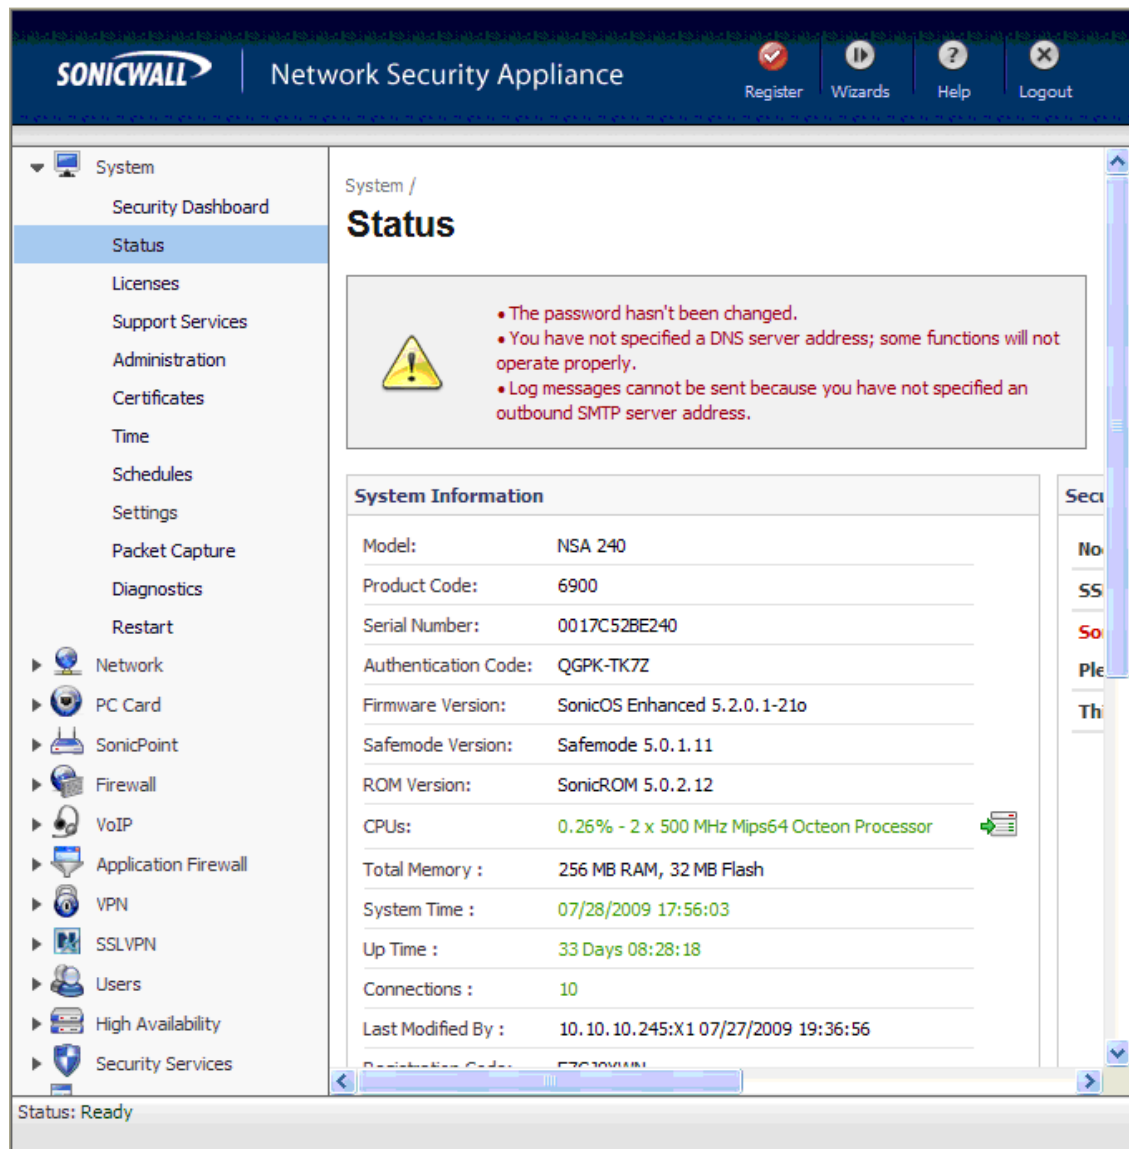 SONICWALL
Network Security Appliance
Register
Wizards
Help
Logout
System
Security Dashboard
Status
Licenses
Support Services
Administration
Certificates
Time
Schedules
Settings
Packet Capture
Diagnostics
Restart
Network
PC Card
SonicPoint
Firewall
VoIP
Application Firewall
VPN
SSLVPN
Users
High Availability
Security Services
System /
Status
• The password hasn't been changed.
• You have not specified a DNS server address; some functions will not
operate properly.
• Log messages cannot be sent because you have not specified an
outbound SMTP server address.
System Information
Model: NSA 240
Product Code: 6900
Serial Number: 0017C52BE240
Authentication Code: QGPK-TK7Z
Firmware Version: SonicOS Enhanced 5.2.0.1-21o
Safemode Version: Safemode 5.0.1.11
ROM Version: SonicROM 5.0.2.12
CPUs: 0.26% - 2 x 500 MHz Mips64 Octeon Processor
Total Memory : 256 MB RAM, 32 MB Flash
System Time : 07/28/2009 17:56:03
Up Time : 33 Days 08:28:18
Connections : 10
Last Modified By : 10.10.10.245:X1 07/27/2009 19:36:56
Registration Code:
Status: Ready